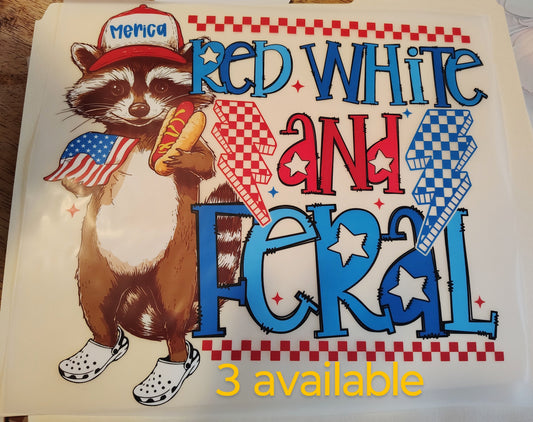 Merica
RED WHITE
AND
FERAL
3 available